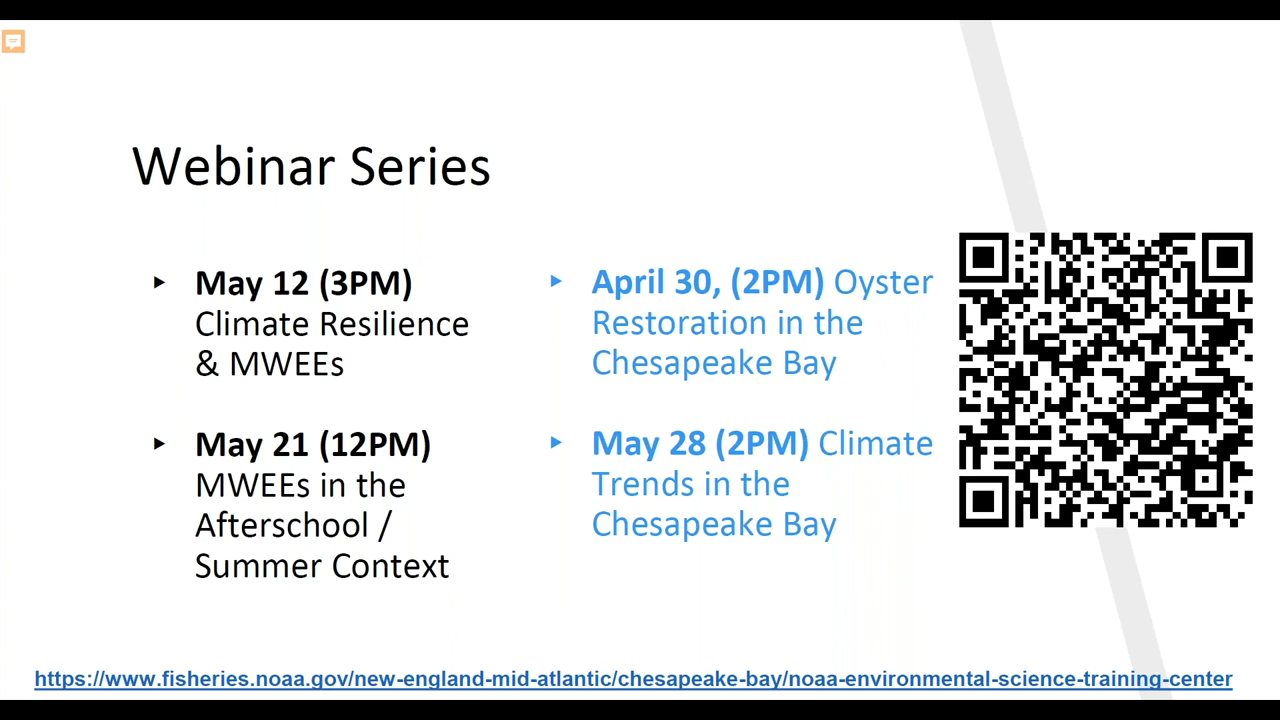 Webinar Series
May 12 (3PM)
Climate Resilience
& MWEEs
May 21 (12PM)
MWEEs in the
Afterschool /
Summer Context
April 30, (2PM) Oyster
Restoration in the
Chesapeake Bay
May 28 (2PM) Climate
Trends in the
Chesapeake Bay
https://www.fisheries.noaa.gov/new-england-mid-atlantic/chesapeake-bay/noaa-environmental-science-training-center